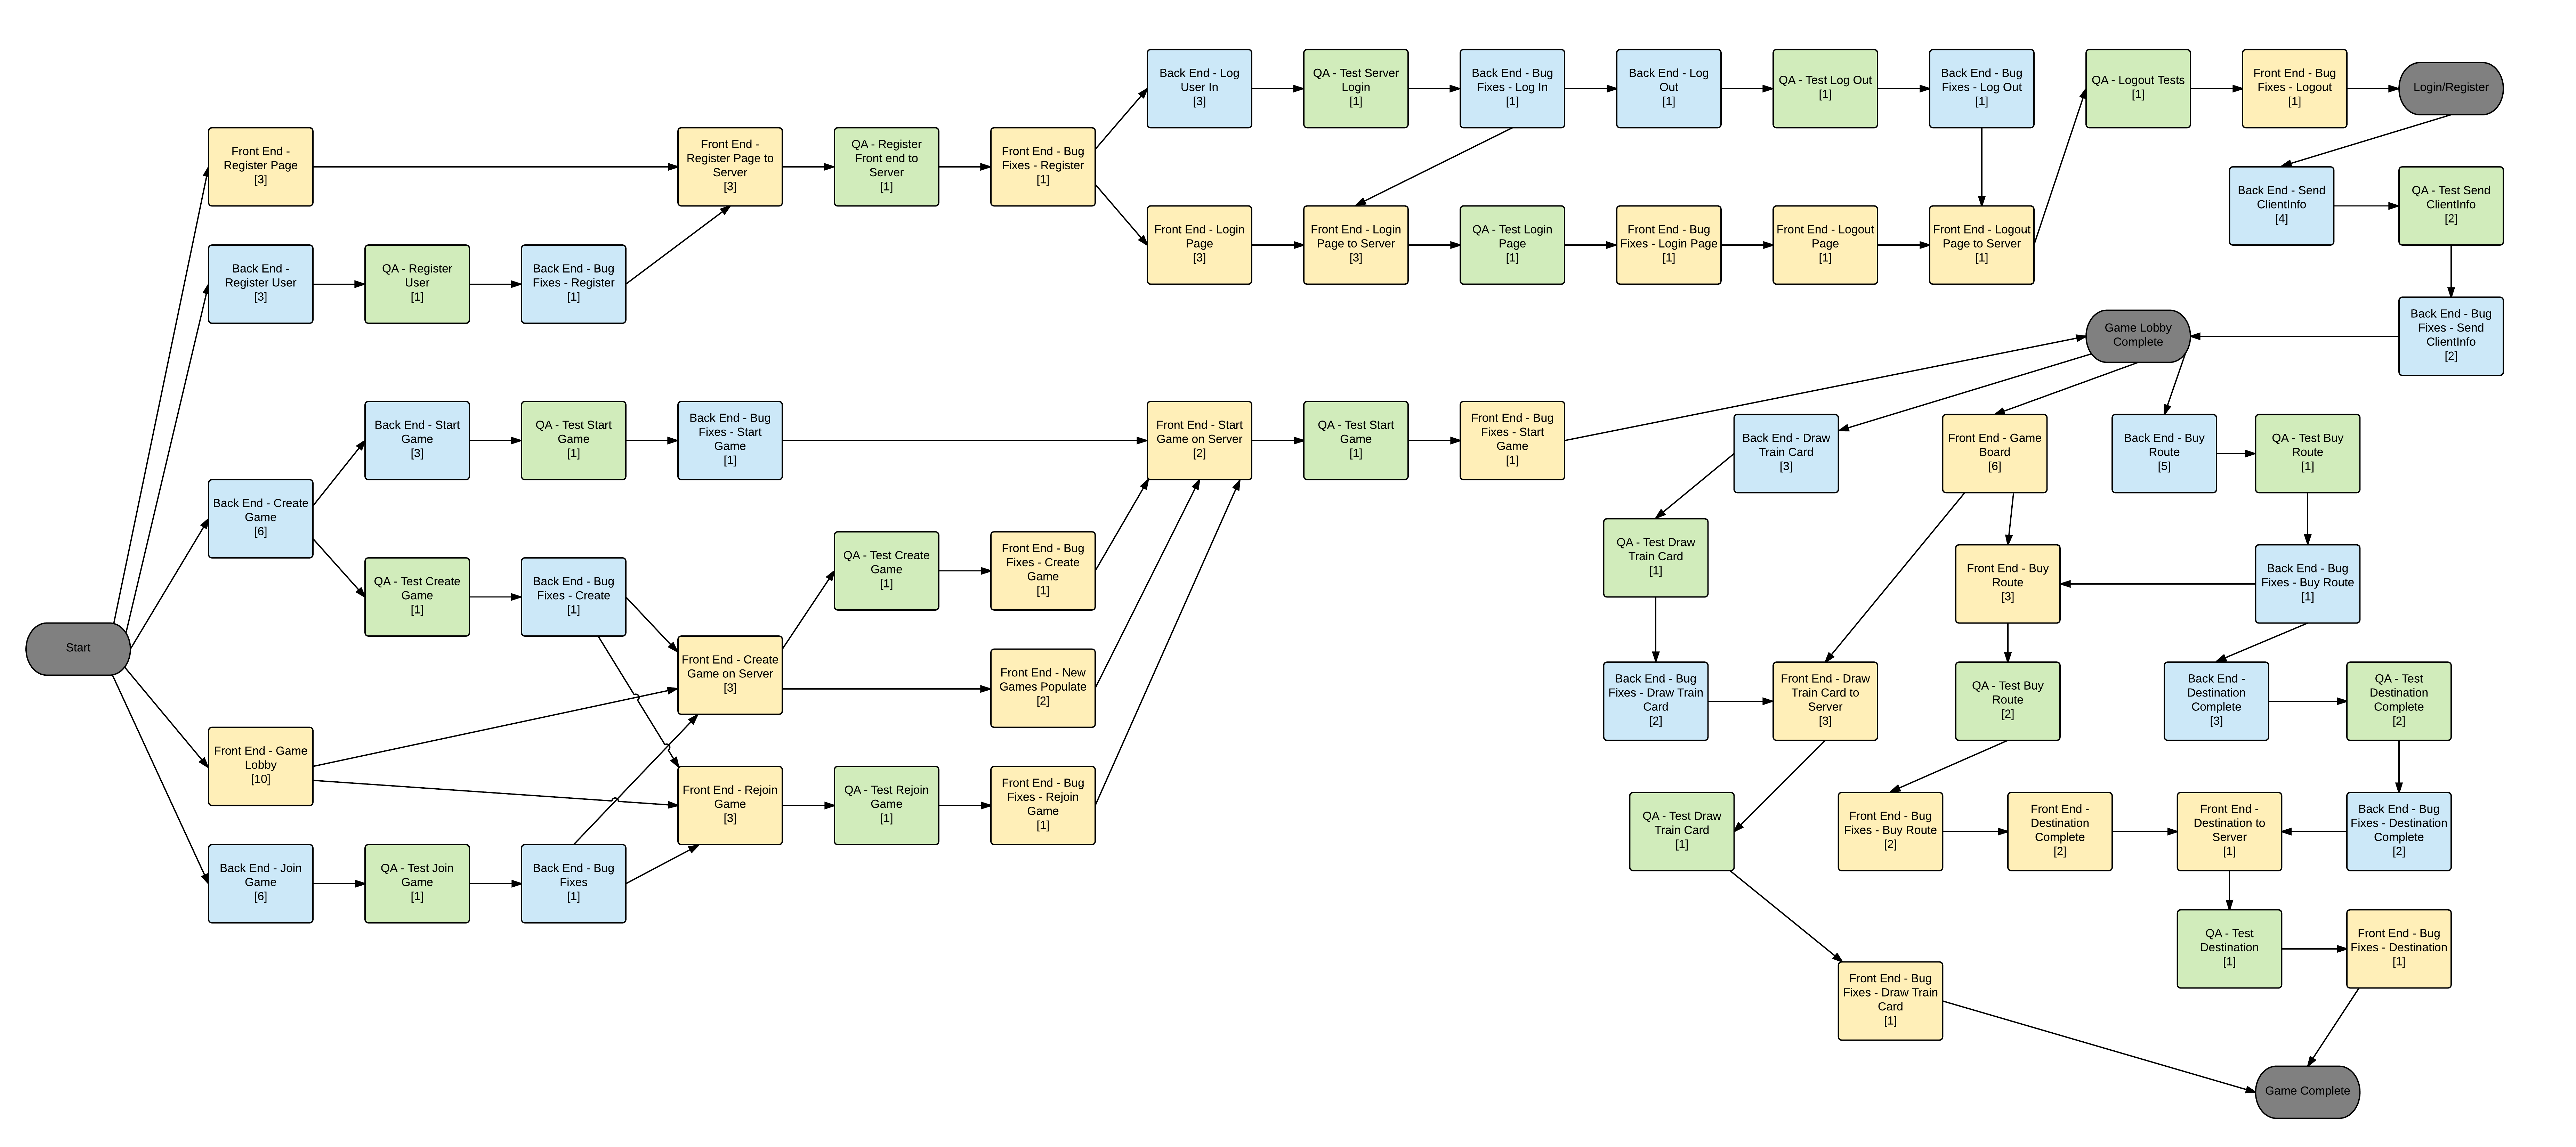 Back End - Log
User In
[3]
QA - Test Server
Login
[1]
Back End - Bug
Fixes - Log In
[1]
Back End - Log
Out
[1]
QA - Test Log Out
[1]
Back End - Bug
Fixes - Log Out
[1]
QA - Logout Tests
[1]
Front End - Bug
Fixes - Logout
[1]
Login/Register
Front End -
Register Page
[3]
Front End -
Register Page to
Server
[3]
QA - Register
Front end to
Server
[1]
Front End - Bug
Fixes - Register
[1]
Back End - Send
ClientInfo
[4]
QA - Test Send
ClientInfo
[2]
Front End - Login
Page
[3]
Front End - Login
Page to Server
[3]
QA - Test Login
Page
[1]
Front End - Bug
Fixes - Login Page
[1]
Front End - Logout
Page
[1]
Front End - Logout
Page to Server
[1]
Back End -
Register User
[3]
QA - Register
User
[1]
Back End - Bug
Fixes - Register
[1]
Game Lobby
Complete
Back End - Bug
Fixes - Send
ClientInfo
[2]
Back End - Start
Game
[3]
QA - Test Start
Game
[1]
Back End - Bug
Fixes - Start
Game
[1]
Front End - Start
Game on Server
[2]
QA - Test Start
Game
[1]
Front End - Bug
Fixes - Start
Game
[1]
Back End - Draw
Train Card
[3]
Front End - Game
Board
[6]
Back End - Buy
Route
[5]
QA - Test Buy
Route
[1]
Back End - Create
Game
[6]
QA - Test Create
Game
[1]
Front End - Bug
Fixes - Create
Game
[1]
QA - Test Draw
Train Card
[1]
Front End - Buy
Route
[3]
Back End - Bug
Fixes - Buy Route
[1]
QA - Test Create
Game
[1]
Back End - Bug
Fixes - Create
[1]
Start
Front End - Create
Game on Server
[3]
Front End - New
Games Populate
[2]
Back End - Bug
Fixes - Draw Train
Card
[2]
Front End - Draw
Train Card to
Server
[3]
QA - Test Buy
Route
[2]
Back End -
Destination
Complete
[3]
QA - Test
Destination
Complete
[2]
Front End - Game
Lobby
[10]
Front End - Rejoin
Game
[3]
QA - Test Rejoin
Game
[1]
Front End - Bug
Fixes - Rejoin
Game
[1]
QA - Test Draw
Train Card
[1]
Front End - Bug
Fixes - Buy Route
[2]
Front End -
Destination
Complete
[2]
Front End -
Destination to
Server
[1]
Back End - Bug
Fixes - Destination
Complete
[2]
Back End - Join
Game
[6]
QA - Test Join
Game
[1]
Back End - Bug
Fixes
[1]
QA - Test
Destination
[1]
Front End - Bug
Fixes - Destination
[1]
Front End - Bug
Fixes - Draw Train
Card
[1]
Game Complete